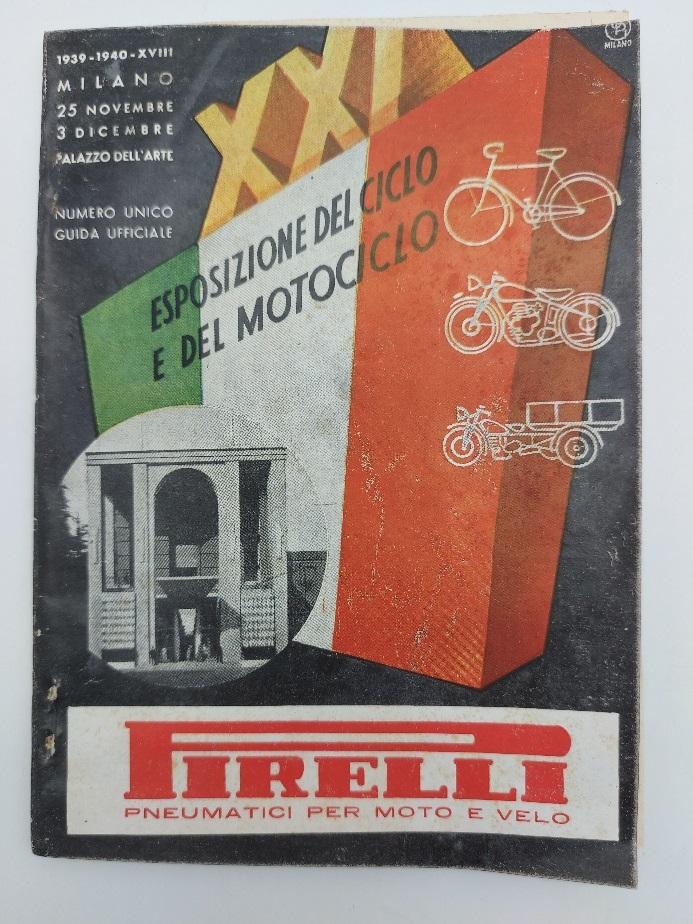 1939-1940-XVIII
MILANO
25 NOVEMBRE
3 DICEMBRE
PALAZZO DELL'ARTE
NUMERO UNICO
GUIDA UFFICIALE
MILANO
XXI
ESPOSIZIONE DEL CICLO
E DEL MOTOCICLO
PIRELLI
PNEUMATICI PER MOTO E VELO